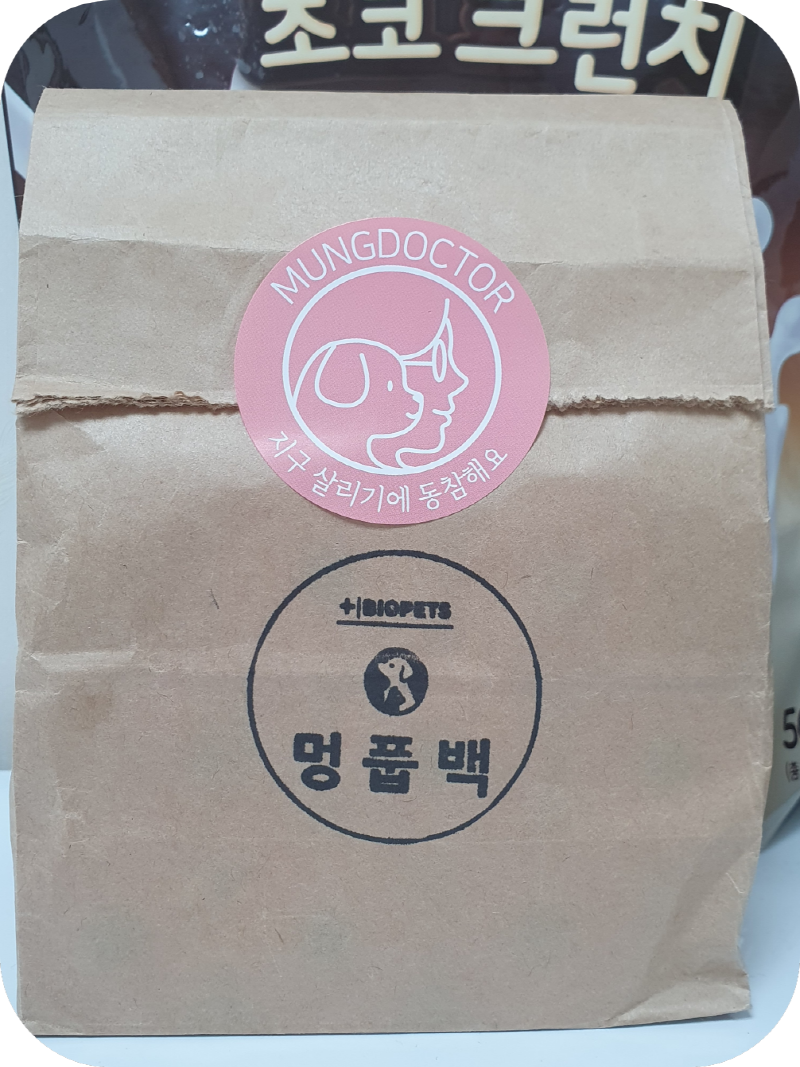 초코크런치
MUNGDOCTOR
지구 살리기에 동참해요
+|BIOPETS
멍 풉 백